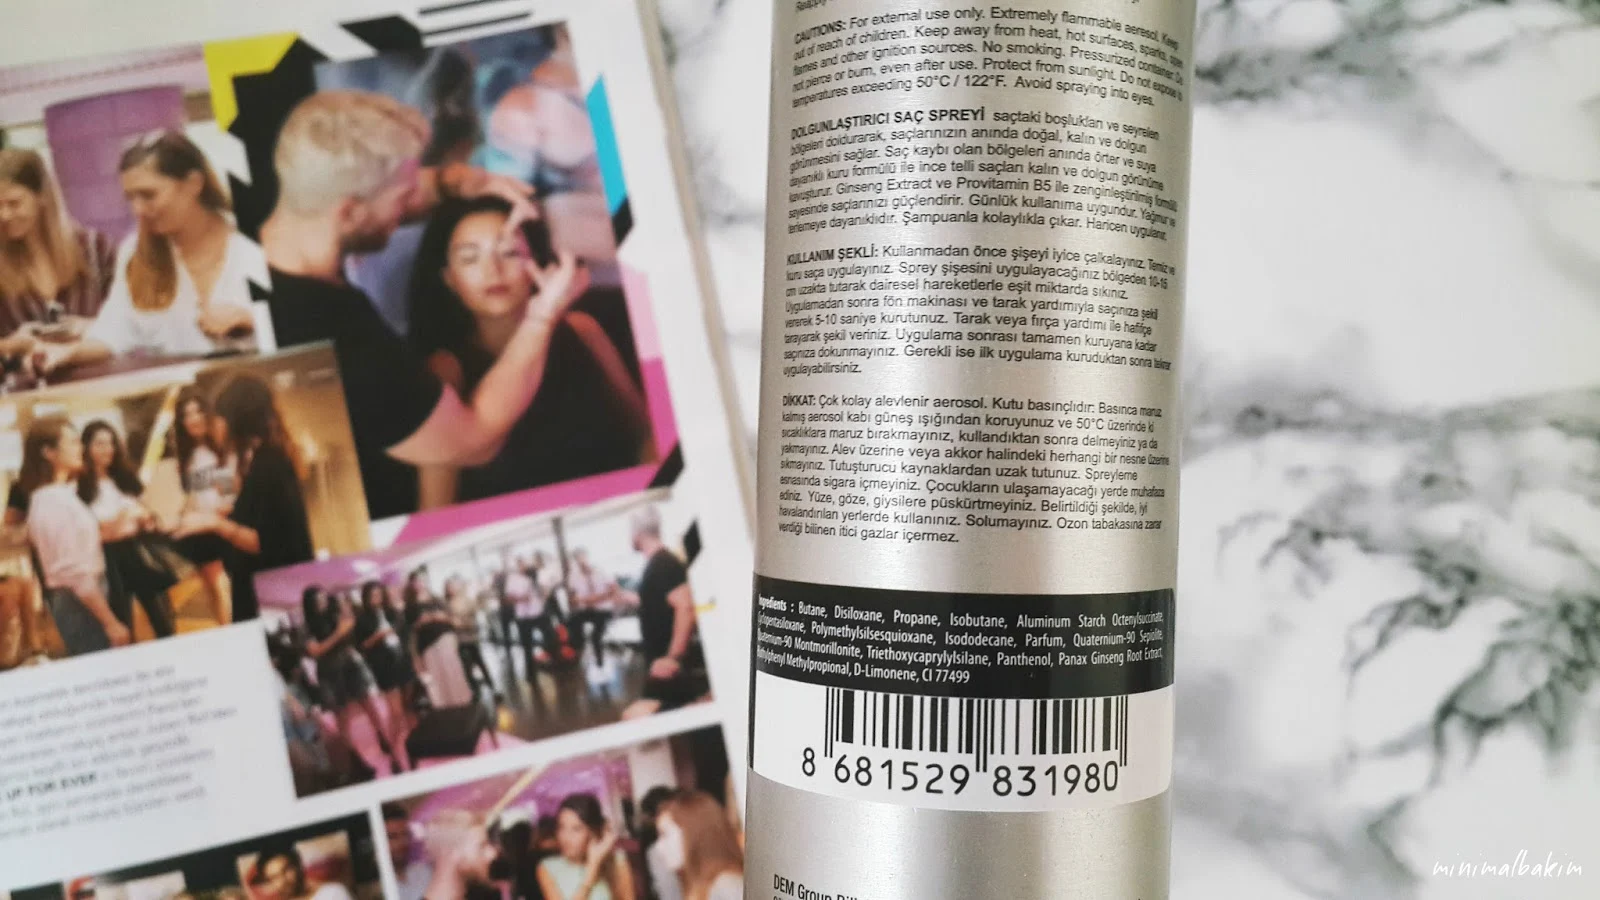 CAUTIONS: For external use only. Extremely flammable aerosol. Keep
out of reach of children. Keep away from heat, hot surfaces, sparks, open
flames and other ignition sources. No smoking. Pressurized container: Do
not pierce or burn, even after use. Protect from sunlight. Do not expose to
temperatures exceeding 50°C / 122°F. Avoid spraying into eyes.
DOLGUNLAŞTIRICI SAÇ SPREYİ saçtaki boşlukları ve seyrelen
bölgeleri doldurarak, saçlarınızın anında doğal, kalın ve dolgun
görünmesini sağlar. Saç kaybı olan bölgeleri anında örter ve suya
dayanıklı kuru formülü ile ince telli saçları kalın ve dolgun görünüme
kavuşturur. Ginseng Extract ve Provitamin B5 ile zenginleştirilmiş formülü
sayesinde saçlarınızı güçlendirir. Günlük kullanıma uygundur. Yağmur ve
terlemeye dayanıklıdır. Şampuanla kolaylıkla çıkar. Haricen uygulanır.
KULLANIM ŞEKLİ: Kullanmadan önce şişeyi iyice çalkalayınız. Temiz ve
kuru saça uygulayınız. Sprey şişesini uygulayacağınız bölgeden 10-15
cm uzakta tutarak dairesel hareketlerle eşit miktarda sıkınız.
Uygulamadan sonra fön makinası ve tarak yardımıyla saçınıza şekil
vererek 5-10 saniye kurutunuz. Tarak veya fırça yardımı ile hafifçe
tarayarak şekil veriniz. Uygulama sonrası tamamen kuruyana kadar
saçınıza dokunmayınız. Gerekli ise ilk uygulama kuruduktan sonra tekrar
uygulayabilirsiniz.
DİKKAT: Çok kolay alevlenir aerosol. Kutu basınçlıdır: Basınca maruz
kalmış aerosol kabı güneş ışığından koruyunuz ve 50°C üzerinde ki
sıcaklıklara maruz bırakmayınız, kullandıktan sonra delmeyiniz ya da
yakmayınız. Alev üzerine veya akkor halindeki herhangi bir nesne üzerine
sıkmayınız. Tutuşturucu kaynaklardan uzak tutunuz. Spreyleme
esnasında sigara içmeyiniz. Çocukların ulaşamayacağı yerde muhafaza
ediniz. Yüze, göze, giysilere püskürtmeyiniz. Belirtildiği şekilde, iyi
havalandırılan yerlerde kullanınız. Solumayınız. Ozon tabakasına zarar
verdiği bilinen itici gazlar içermez.
Ingredients : Butane, Disiloxane, Propane, Isobutane, Aluminum Starch Octenylsuccinate,
Cyclopentasiloxane, Polymethylsilsesquioxane, Isododecane, Parfum, Quaternium-90 Sepiolite,
Quaternium-90 Montmorillonite, Triethoxycaprylylsilane, Panthenol, Panax Ginseng Root Extract,
Buthylphenyl Methylpropional, D-Limonene, CI 77499
8 681529 831980
DEM Group
UP FOR EVER
minimalbakim